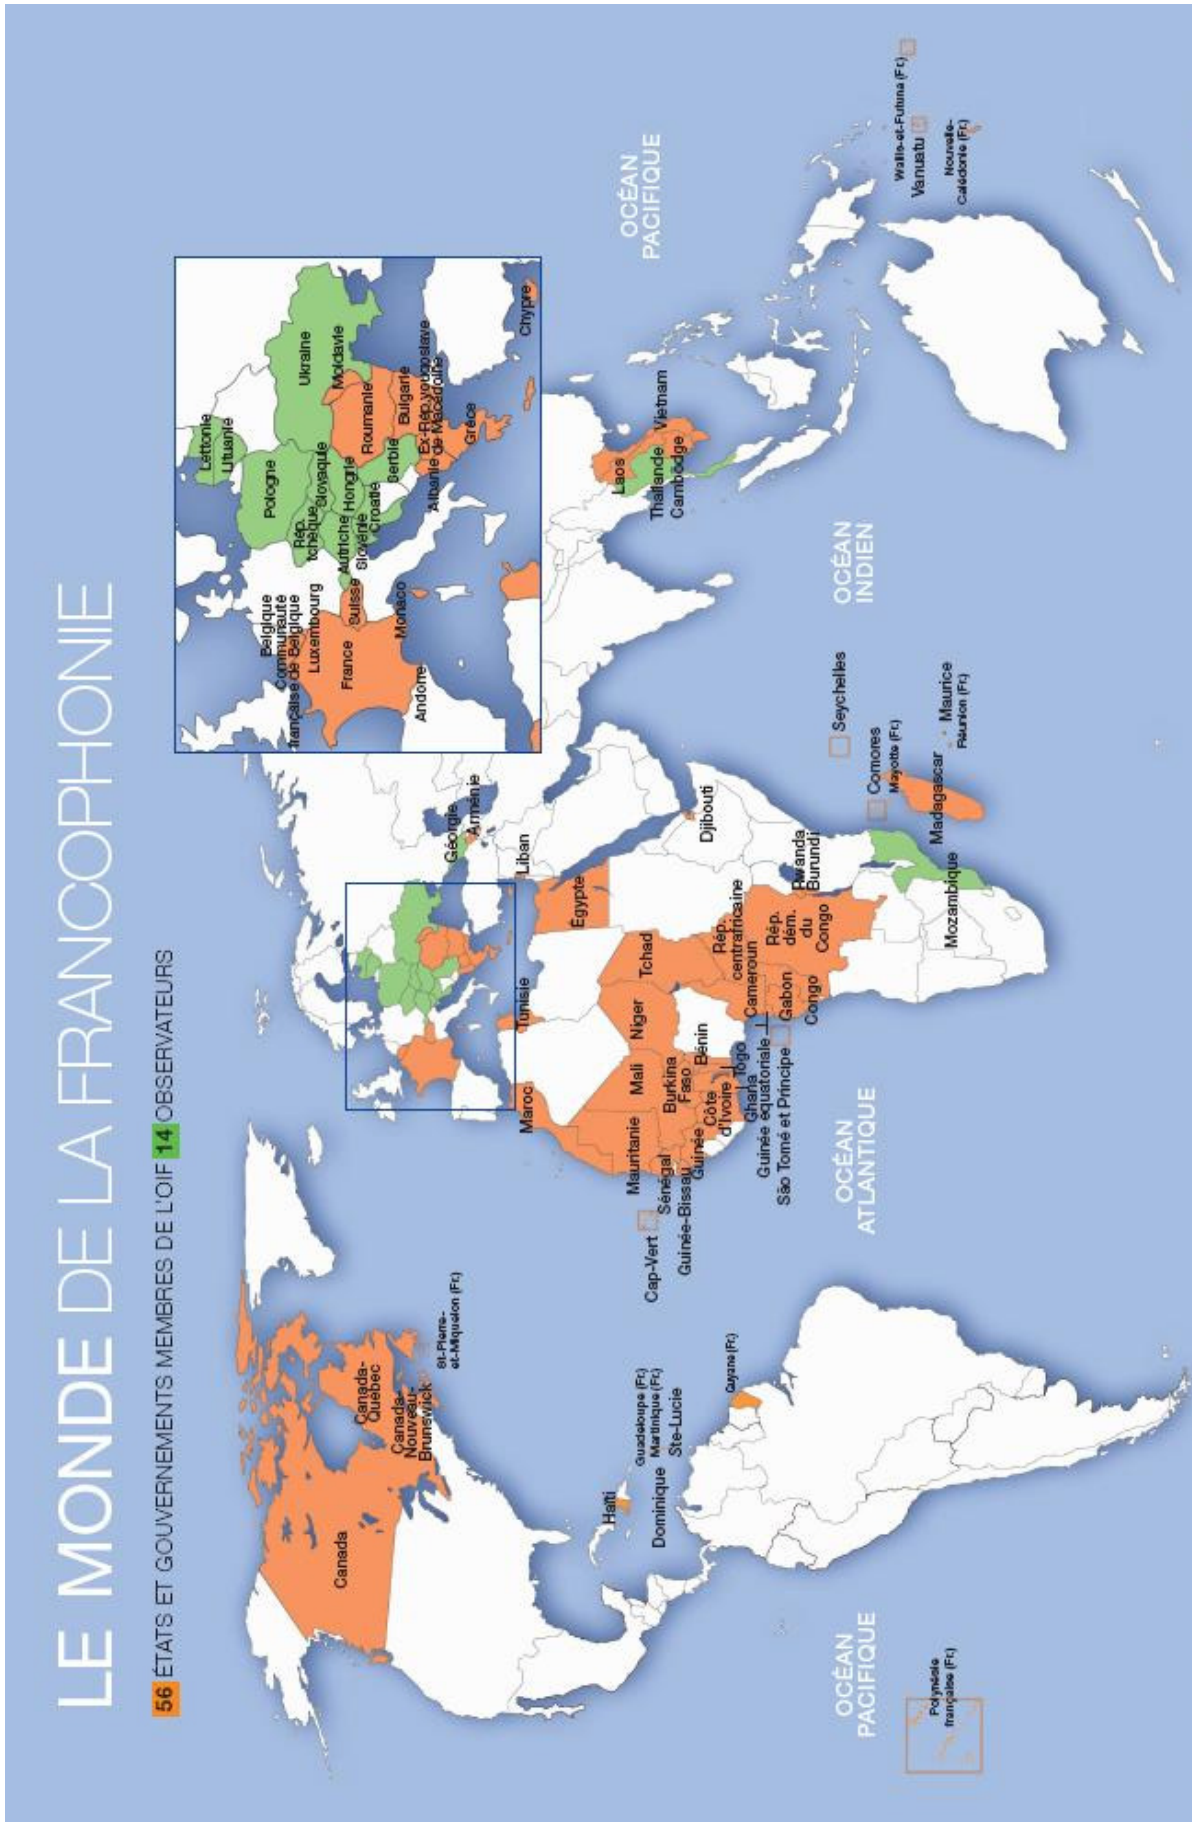 LE MONDE DE LA FRANCOPHONIE
56 ÉTATS ET GOUVERNEMENTS MEMBRES DE L'OIF 14 OBSERVATEURS
Canada
Canada-
Québec
Canada-
Nouveau-
Brunswick
St-Pierre-
et-Miquelon (Fr.)
Haïti
Dominique
Guadeloupe (Fr.)
Martinique (Fr.)
Ste-Lucie
Guyane (Fr.)
OCÉAN
PACIFIQUE
Polynésie
française (Fr.)
OCÉAN
ATLANTIQUE
Maroc
Tunisie
Égypte
Liban
Géorgie
Arménie
Mauritanie
Mali
Niger
Tchad
Cap-Vert
Sénégal
Guinée-Bissau
Guinée
Burkina
Faso
Côte
d'Ivoire
Bénin
Togo
Ghana
Guinée équatoriale
São Tomé et Principe
Cameroun
Rép.
centrafricaine
Gabon
Congo
Rép.
dém.
du
Congo
Djibouti
Rwanda
Burundi
Mozambique
Madagascar
Seychelles
Comores
Mayotte (Fr.)
Maurice
Réunion (Fr.)
OCÉAN
INDIEN
Laos
Vietnam
Thaïlande
Cambodge
OCÉAN
PACIFIQUE
Wallis-et-Futuna (Fr.)
Vanuatu
Nouvelle-
Calédonie (Fr.)
Belgique
Communauté
française de Belgique
Luxembourg
France
Suisse
Monaco
Andorre
Lettonie
Lituanie
Pologne
Rép.
tchèque
Slovaquie
Autriche
Hongrie
Slovénie
Croatie
Serbie
Ukraine
Moldavie
Roumanie
Bulgarie
Ex-Rép. yougoslave
de Macédoine
Albanie
Grèce
Chypre